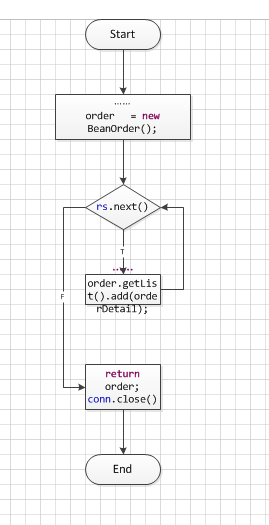 Start
......
order = new
BeanOrder();
rs.next()
T
......
order.getLis
t().add(orde
rDetail);
F
return
order;
conn.close()
End